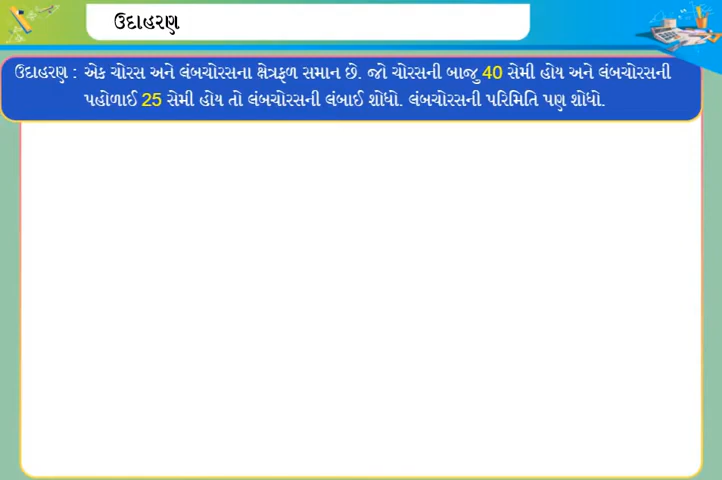 ઉદાહરણ
ઉદાહરણ : એક ચોરસ અને લંબચોરસના ક્ષેત્રફળ સમાન છે. જો ચોરસની બાજુ 40 સેમી હોય અને લંબચોરસની
પહોળાઈ 25 સેમી હોય તો લંબચોરસની લંબાઈ શોધો. લંબચોરસની પરિમિતિ પણ શોધો.